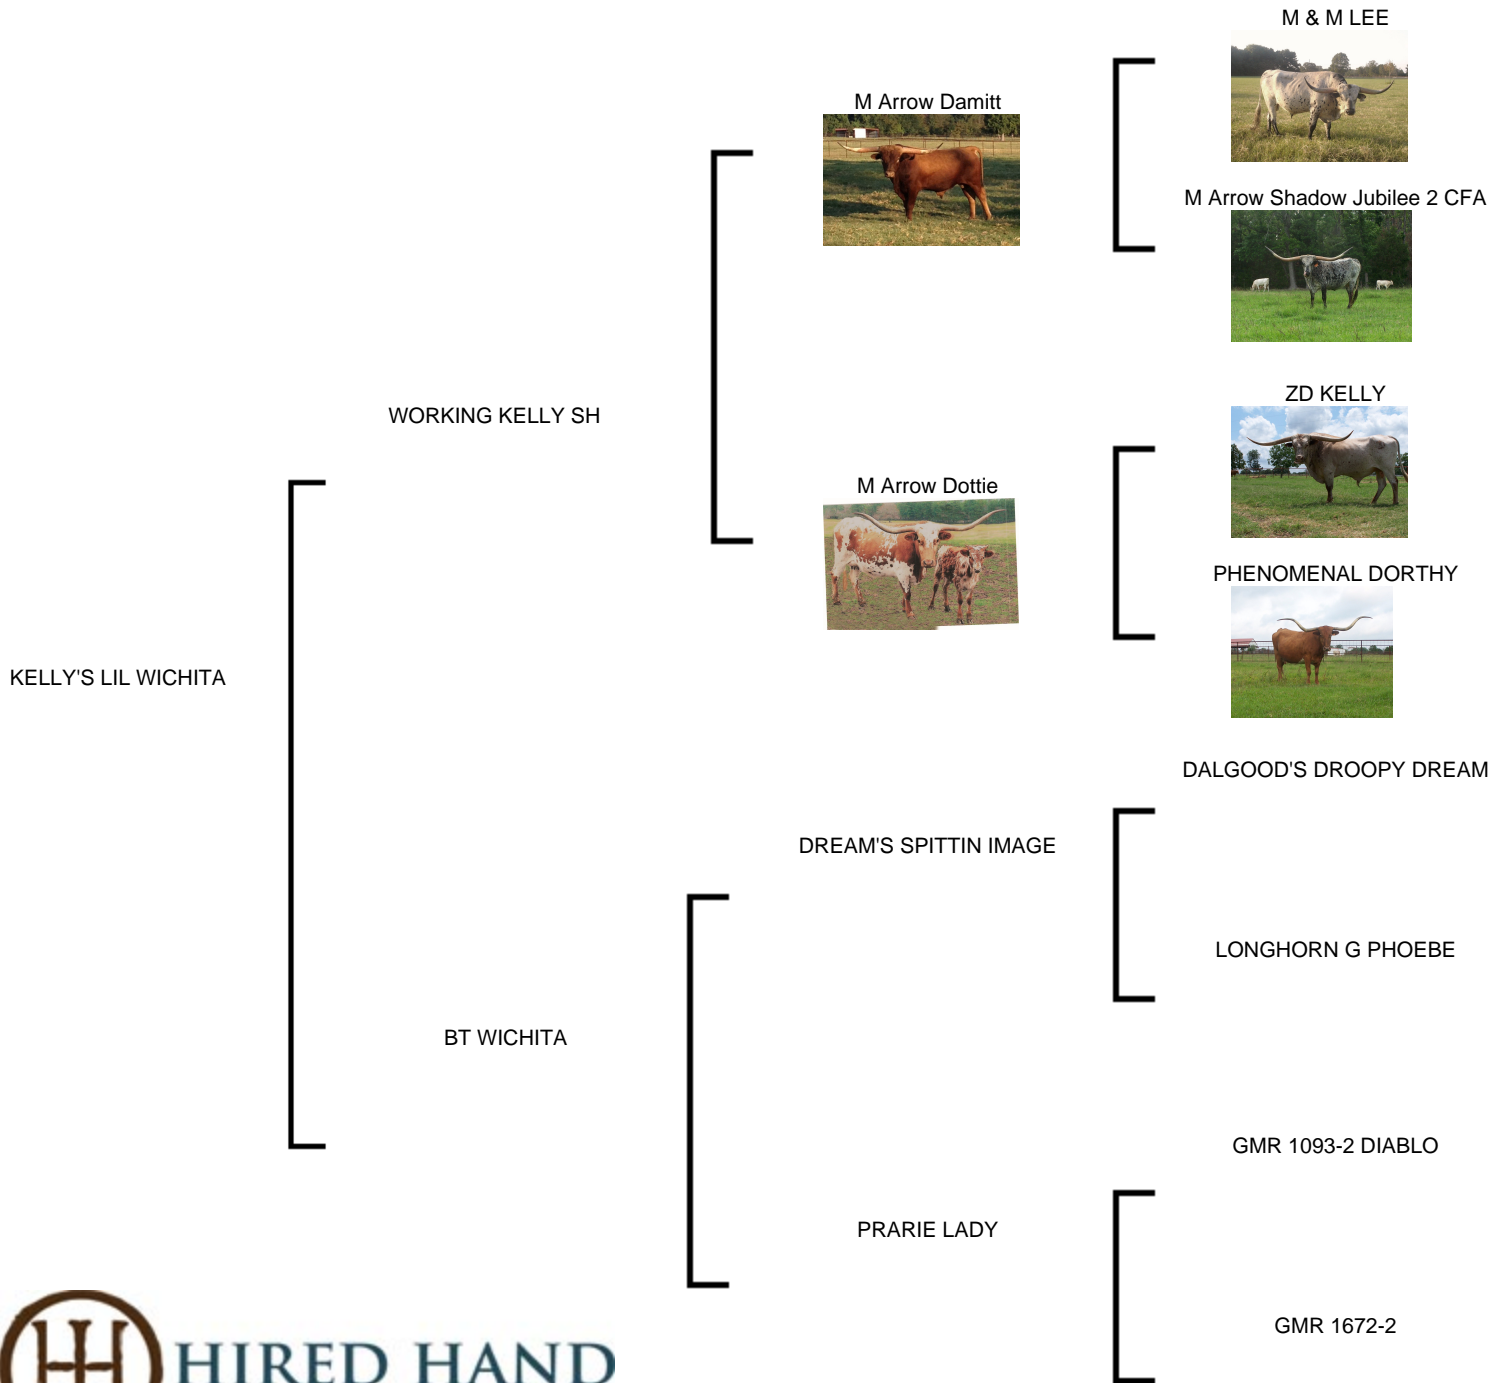 M & M LEE
M Arrow Damitt
M Arrow Shadow Jubilee 2 CFA
WORKING KELLY SH
ZD KELLY
M Arrow Dottie
PHENOMENAL DORTHY
KELLY'S LIL WICHITA
DALGOOD'S DROOPY DREAM
DREAM'S SPITTIN IMAGE
LONGHORN G PHOEBE
BT WICHITA
GMR 1093-2 DIABLO
PRARIE LADY
GMR 1672-2
HIRED HAND